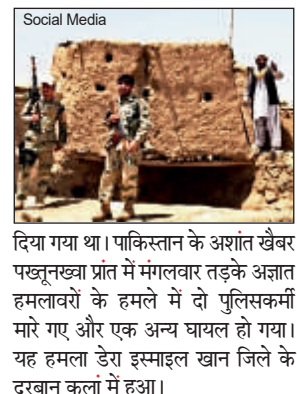 Social Media
दिया गया था। पाकिस्तान के अशांत खैबर
पख्तूनख्वा प्रांत में मंगलवार तड़के अज्ञात
हमलावरों के हमले में दो पुलिसकर्मी
मारे गए और एक अन्य घायल हो गया।
यह हमला डेरा इस्माइल खान जिले के
दरबान कलां में हुआ।